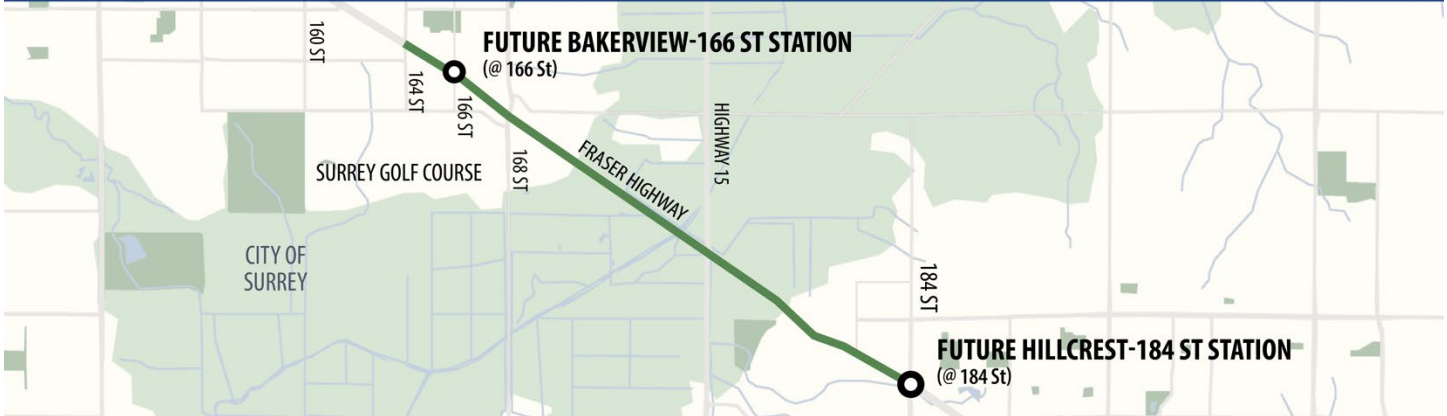 160 ST
FUTURE BAKERVIEW-166 ST STATION
(@ 166 St)
164 ST
166 ST
HIGHWAY 15
168 ST
SURREY GOLF COURSE
FRASER HIGHWAY
CITY OF
SURREY
184 ST
FUTURE HILLCREST-184 ST STATION
(@ 184 St)